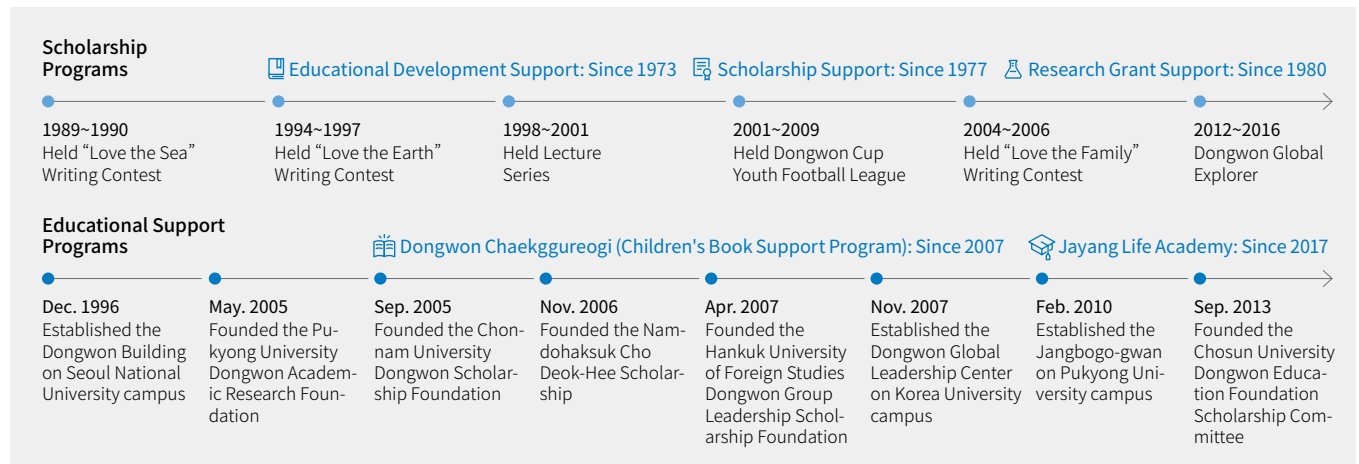 Scholarship
Programs
Educational Development Support: Since 1973
Scholarship Support: Since 1977
Research Grant Support: Since 1980
1989~1990
Held “Love the Sea”
Writing Contest
1994~1997
Held “Love the Earth”
Writing Contest
1998~2001
Held Lecture
Series
2001~2009
Held Dongwon Cup
Youth Football League
2004~2006
Held “Love the Family”
Writing Contest
2012~2016
Dongwon Global
Explorer
Educational Support
Programs
Dongwon Chaekggureogi (Children's Book Support Program): Since 2007
Jayang Life Academy: Since 2017
Dec. 1996
Established the
Dongwon Building
on Seoul National
University campus
May. 2005
Founded the Pu-
kyong University
Dongwon Academ-
ic Research Foun-
dation
Sep. 2005
Founded the Chon-
nam University
Dongwon Scholar-
ship Foundation
Nov. 2006
Founded the Nam-
dohaksuk Cho
Deok-Hee Scholar-
ship
Apr. 2007
Founded the
Hankuk University
of Foreign Studies
Dongwon Group
Leadership Schol-
arship Foundation
Nov. 2007
Established the
Dongwon Global
Leadership Center
on Korea University
campus
Feb. 2010
Established the
Jangbogo-gwan
on Pukyong Uni-
versity campus
Sep. 2013
Founded the
Chosun University
Dongwon Educa-
tion Foundation
Scholarship Com-
mittee